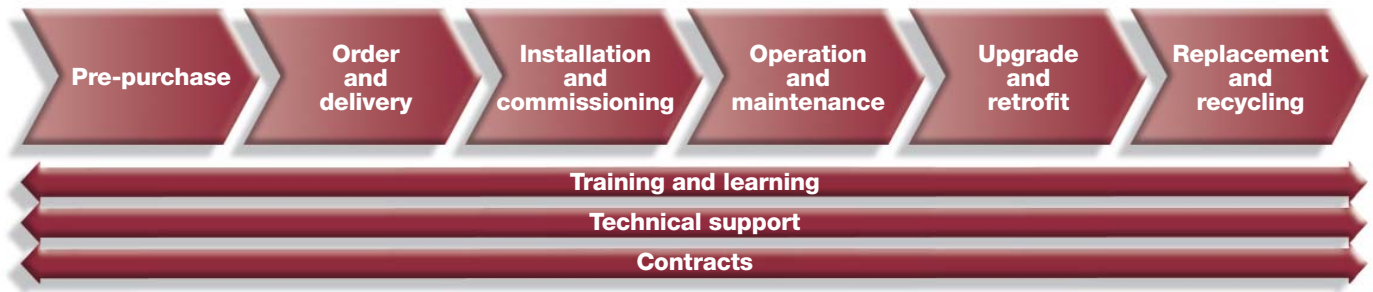 Pre-purchase
Order
and
delivery
Installation
and
commissioning
Operation
and
maintenance
Upgrade
and
retrofit
Replacement
and
recycling
Training and learning
Technical support
Contracts